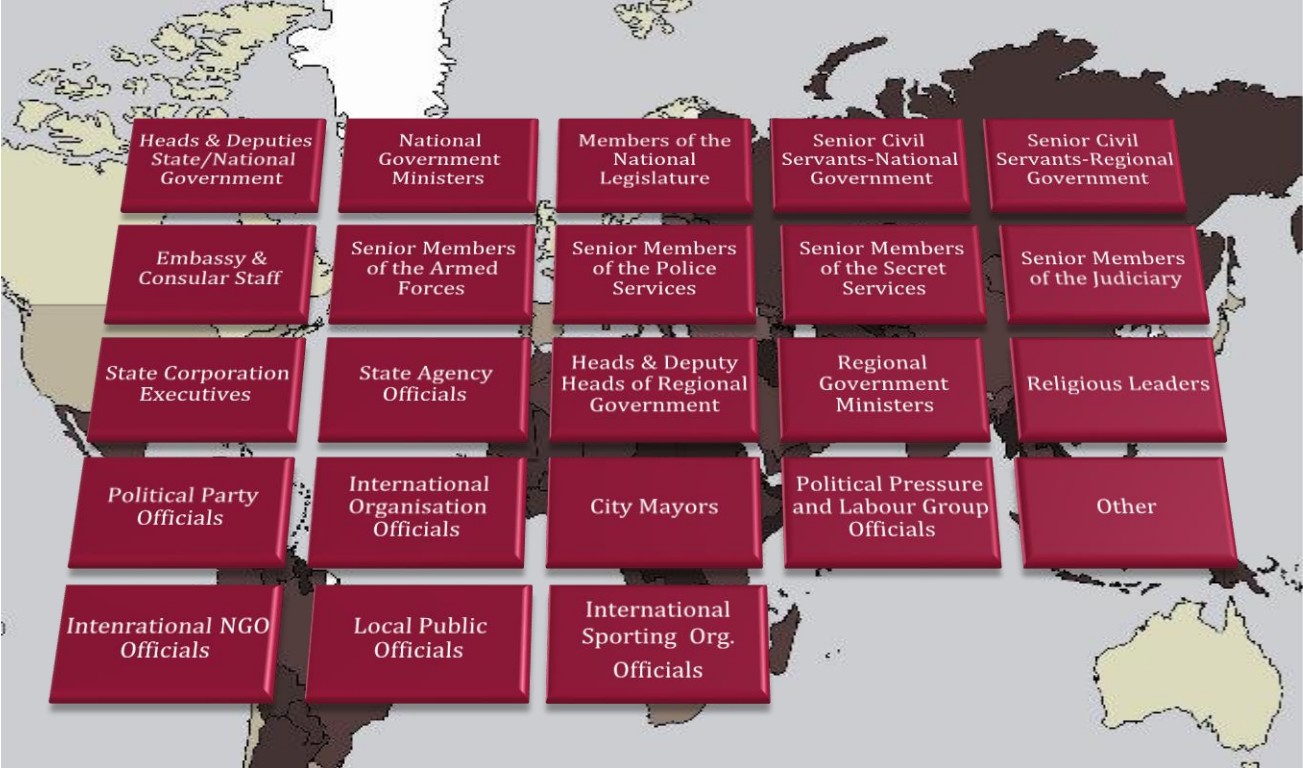 Heads & Deputies
State/National
Government
National
Government
Ministers
Members of the
National
Legislature
Senior Civil
Servants-National
Government
Senior Civil
Servants-Regional
Government
Embassy &
Consular Staff
Senior Members
of the Armed
Forces
Senior Members
of the Police
Services
Senior Members
of the Secret
Services
Senior Members
of the Judiciary
State Corporation
Executives
State Agency
Officials
Heads & Deputy
Heads of Regional
Government
Regional
Government
Ministers
Religious Leaders
Political Party
Officials
International
Organisation
Officials
City Mayors
Political Pressure
and Labour Group
Officials
Other
Intenrational NGO
Officials
Local Public
Officials
International
Sporting Org.
Officials